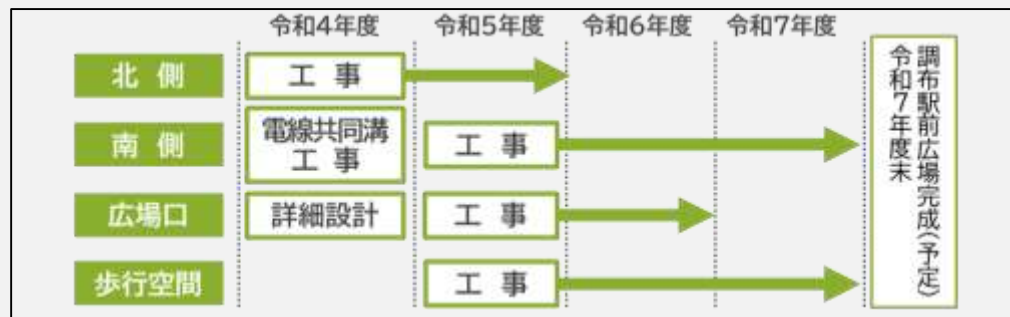 令和4年度 令和5年度 令和6年度 令和7年度
北側 工事
南側 電線共同溝
工事 工事
広場口 詳細設計 工事
歩行空間 工事
調布駅前広場完成(予定)
令和7年度末